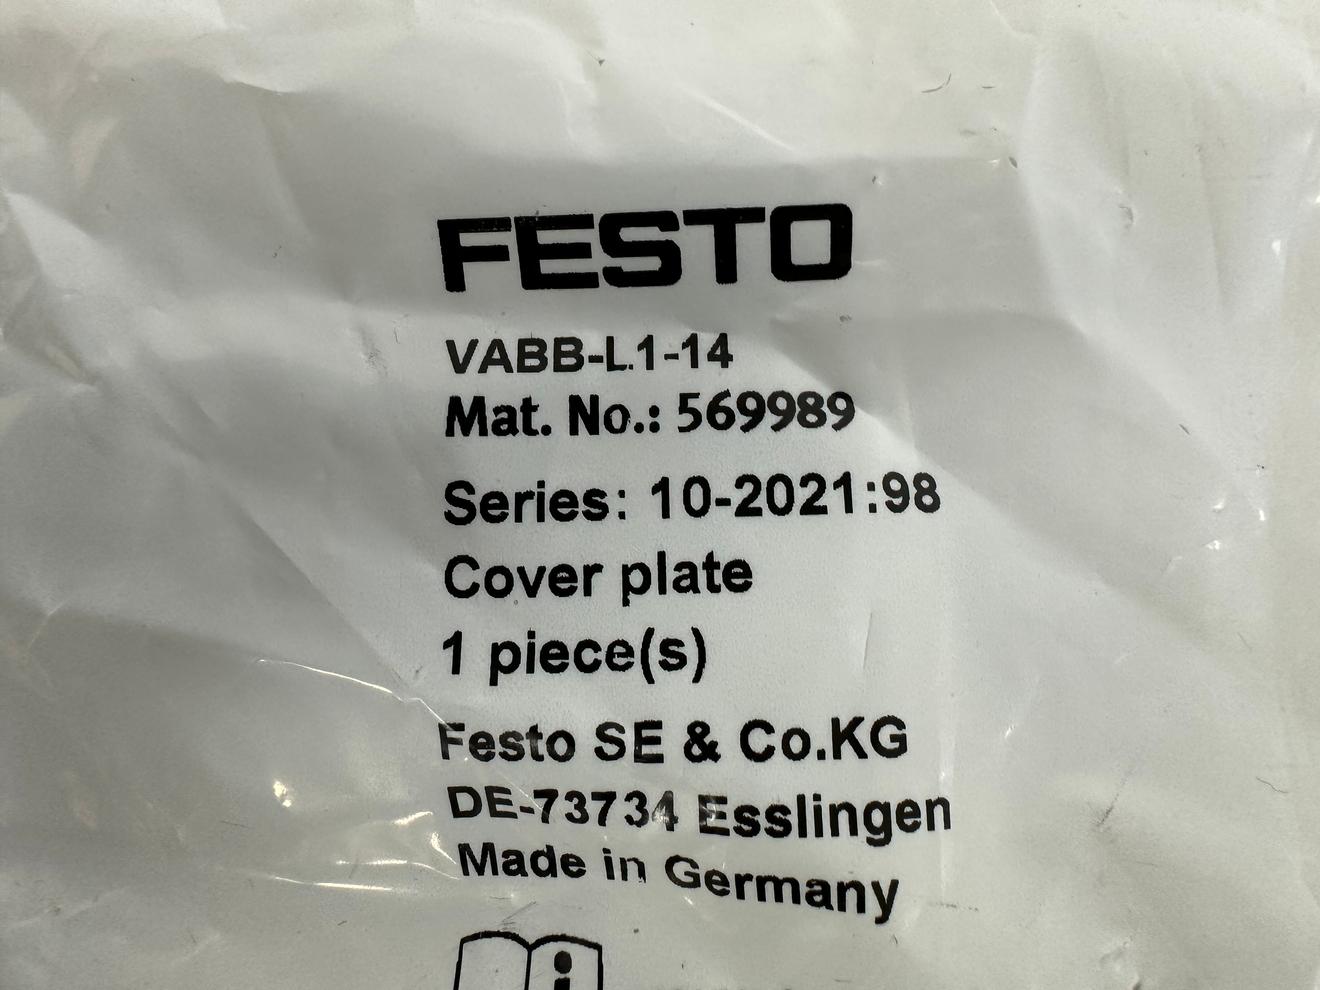 FESTO
VABB-L1-14
Mat. No.: 569989
Series: 10-2021:98
Cover plate
1 piece(s)
Festo SE & Co.KG
DE-73734 Esslingen
Made in Germany